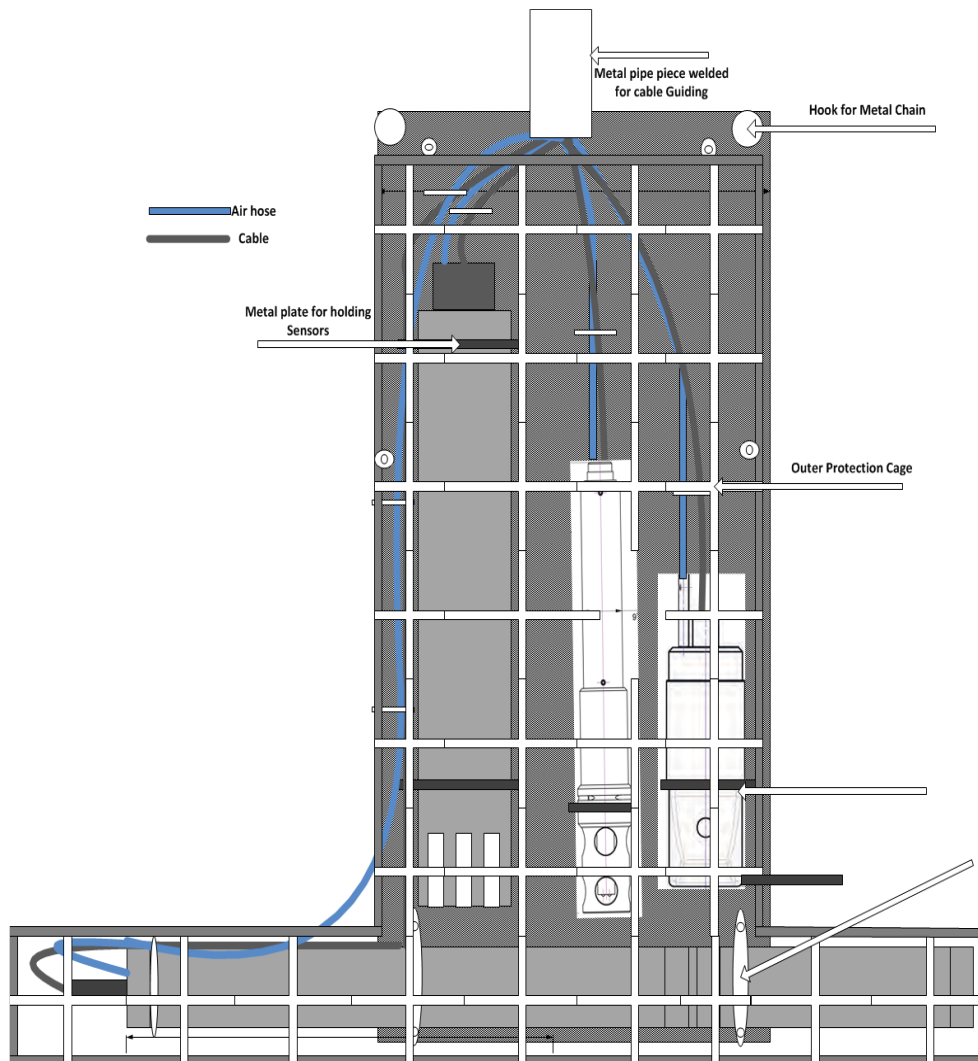 Metal pipe piece welded
for cable Guiding
Hook for Metal Chain
Air hose
Cable
Metal plate for holding
Sensors
Outer Protection Cage
9